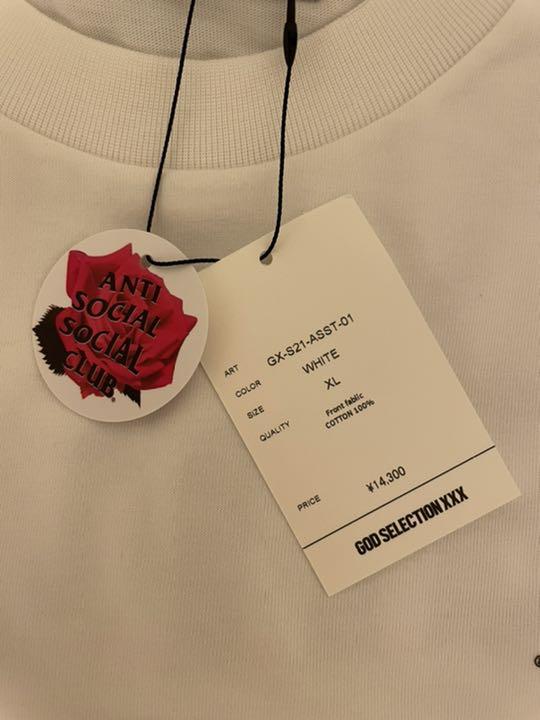 ANTI
SOCIAL
SOCIAL
CLUB®
ART GX-S21-ASST-01
COLOR WHITE
SIZE XL
QUALITY Front fablic
COTTON 100%
PRICE ¥14,300
GOD SELECTION XXX